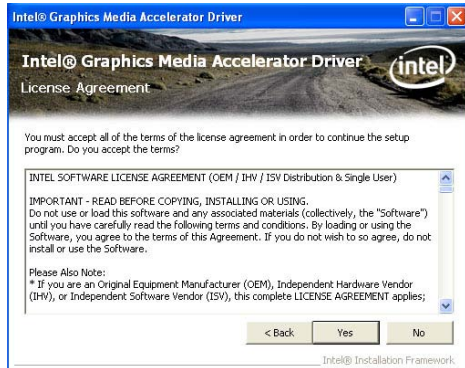 Intel® Graphics Media Accelerator Driver
Intel® Graphics Media Accelerator Driver
intel
License Agreement
You must accept all of the terms of the license agreement in order to continue the setup
program. Do you accept the terms?
INTEL SOFTWARE LICENSE AGREEMENT (OEM / IHV / ISV Distribution & Single User)
IMPORTANT - READ BEFORE COPYING, INSTALLING OR USING.
Do not use or load this software and any associated materials (collectively, the "Software")
until you have carefully read the following terms and conditions. By loading or using the
Software, you agree to the terms of this Agreement. If you do not wish to so agree, do not
install or use the Software.
Please Also Note:
* If you are an Original Equipment Manufacturer (OEM), Independent Hardware Vendor
(IHV), or Independent Software Vendor (ISV), this complete LICENSE AGREEMENT applies;
< Back Yes No
Intel® Installation Framework